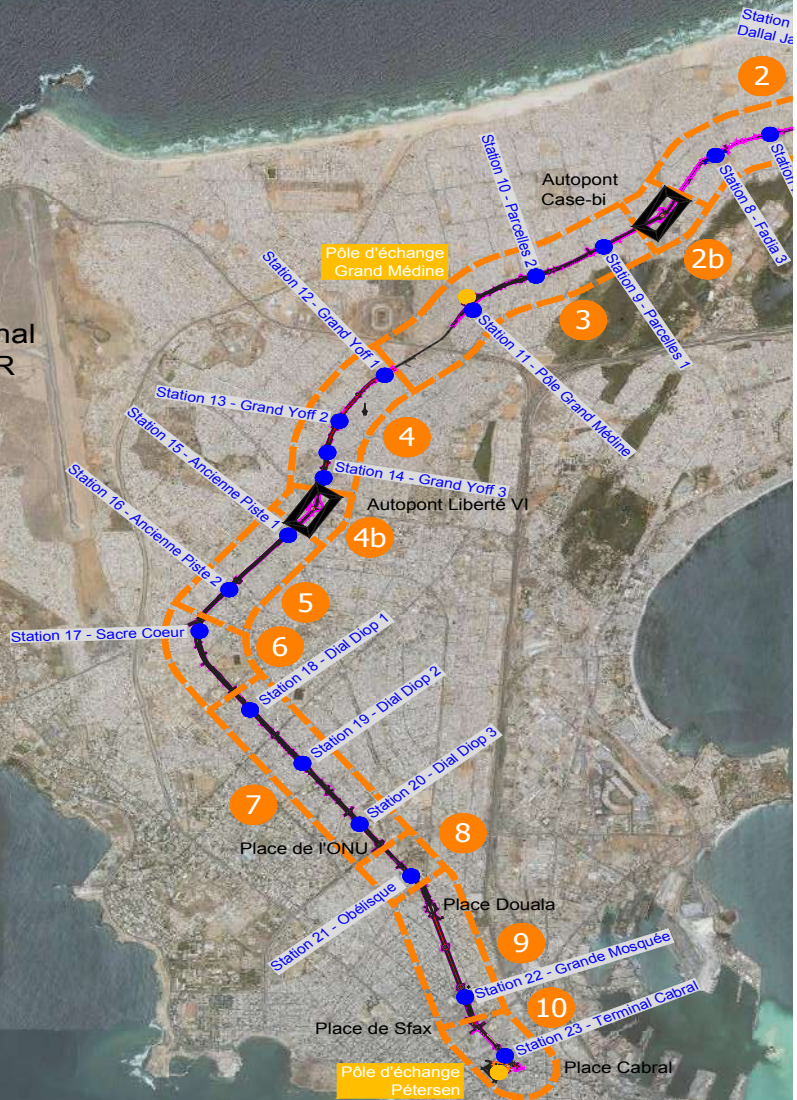 Station
Dallal Ja
2
Station
Station 10 - Parcelles 2
Autopont
Case-bi
Station 8 - Fadia 3
2b
Pôle d'échange
Grand Médine
Station 12 - Grand Yoff 1
Station 9 - Parcelles 1
3
Station 11 - Pôle Grand Médine
nal
R
Station 13 - Grand Yoff 2
4
Station 15 - Ancienne Piste 1
Station 14 - Grand Yoff 3
Station 16 - Ancienne Piste 2
Autopont Liberté VI
4b
5
Station 17 - Sacre Coeur
6
Station 18 - Dial Diop 1
Station 19 - Dial Diop 2
Station 20 - Dial Diop 3
7
8
Place de l'ONU
Station 21 - Obélisque
Place Douala
9
Station 22 - Grande Mosquée
10
Place de Sfax
Station 23 - Terminal Cabral
Place Cabral
Pôle d'échange
Pétersen